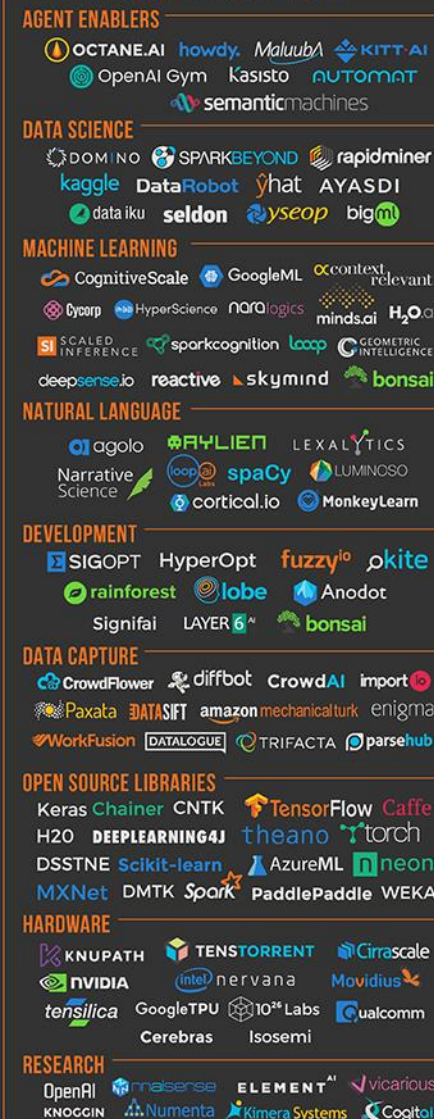 AGENT ENABLERS
OCTANE.AI howdy. MaluubA KITT·AI
OpenAI Gym Kasisto AUTOMAT
semanticmachines
DATA SCIENCE
DOMINO SPARKBEYOND rapidminer
kaggle DataRobot ŷhat AYASDI
data iku seldon yseop bigml
MACHINE LEARNING
CognitiveScale GoogleML context relevant
Cycorp HyperScience naralogics minds.ai H2O.a
SI SCALED INFERENCE sparkcognition loop GEOMETRIC INTELLIGENCE
deepsense.io reactive skymind bonsai
NATURAL LANGUAGE
agolo AYLIEN LEXALYTICS
Narrative Science loop ai Labs spaCy LUMINOSO
cortical.io MonkeyLearn
DEVELOPMENT
SIGOPT HyperOpt fuzzy io kite
rainforest lobe Anodot
Signifai LAYER 6 AI bonsai
DATA CAPTURE
CrowdFlower diffbot CrowdAI import io
Paxata DATASIFT amazon mechanical turk enigma
WorkFusion DATALOGUE TRIFACTA parsehub
OPEN SOURCE LIBRARIES
Keras Chainer CNTK TensorFlow Caffe
H20 DEEPLEARNING4J theano torch
DSSTNE Scikit-learn AzureML n neon
MXNet DMTK Spark PaddlePaddle WEKA
HARDWARE
KNUPATH TENSTORRENT Cirrascale
NVIDIA intel nervana Movidius
tensilica GoogleTPU 10²⁶ Labs Qualcomm
Cerebras Isosemi
RESEARCH
OpenAI nnaisense ELEMENT AI vicarious
KNOGGIN Numenta Kimera Systems Cogitai